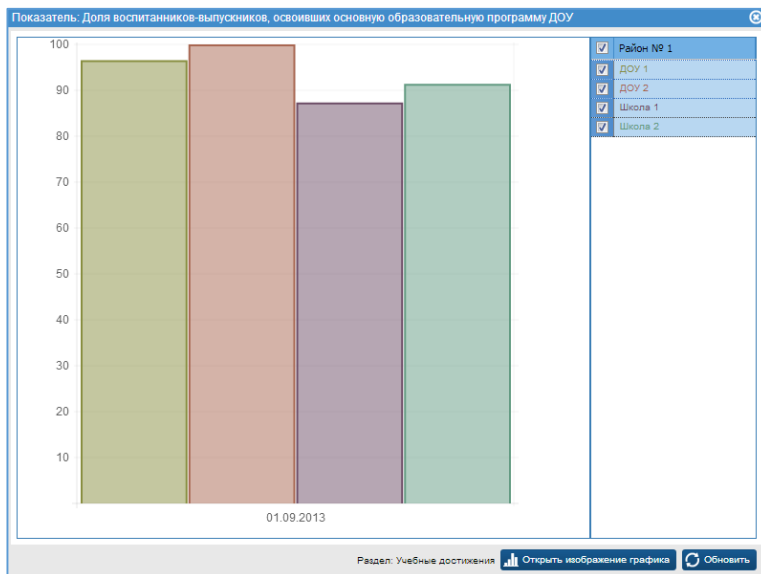 Показатель: Доля воспитанников-выпускников, освоивших основную образовательную программу ДОУ
100
90
80
70
60
50
40
30
20
10
01.09.2013
Район № 1
ДОУ 1
ДОУ 2
Школа 1
Школа 2
Раздел: Учебные достижения Открыть изображение графика Обновить